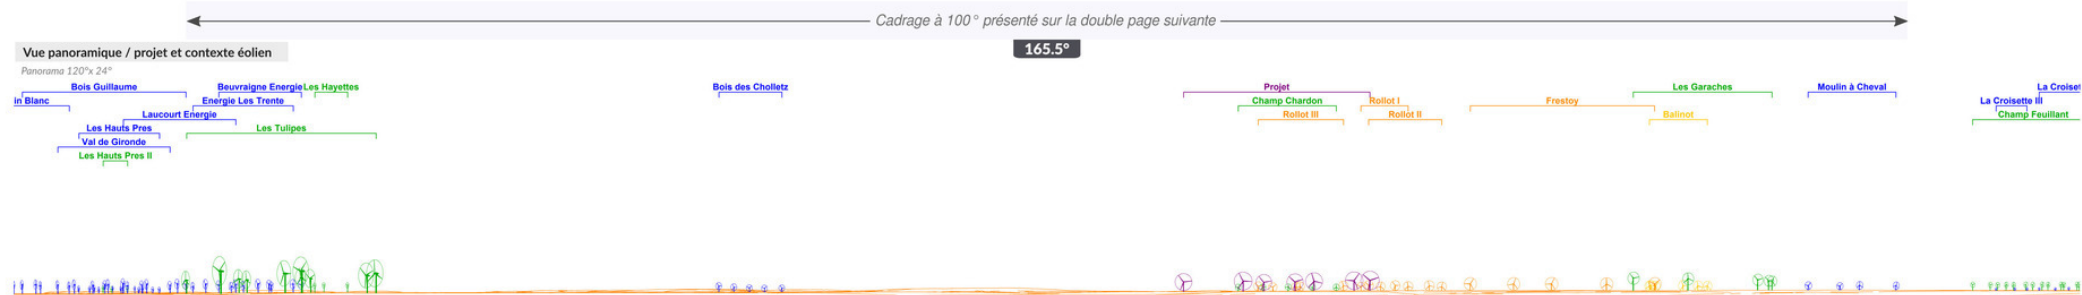 Cadrage à 100° présenté sur la double page suivante
Vue panoramique / projet et contexte éolien
165.5°
Panorama 120°x 24°
Bois Guillaume
Beuvraigne Energie
Les Hayettes
Bois des Cholletz
Projet
Les Garaches
Moulin à Cheval
La Croiset
in Blanc
Energie Les Trente
Champ Chardon
Rollot I
Frestoy
La Croisette III
Laucourt Energie
Rollot III
Rollot II
Balinot
Champ Feuillant
Les Hauts Pres
Les Tulipes
Val de Gironde
Les Hauts Pres II